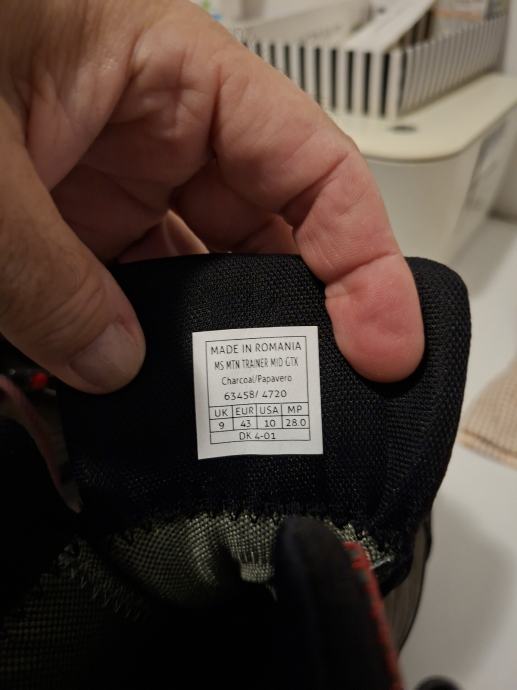 MADE IN ROMANIA
MS MTN TRAINER MID GTX
Charcoal/Papavero
63458/ 4720
UK EUR USA MP
9 43 10 28.0
DK 4-01